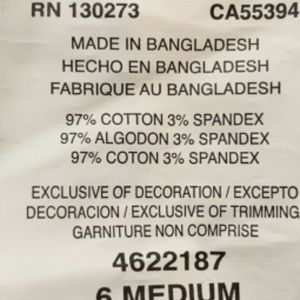 RN 130273 CA55394
MADE IN BANGLADESH
HECHO EN BANGLADESH
FABRIQUE AU BANGLADESH
97% COTTON 3% SPANDEX
97% ALGODON 3% SPANDEX
97% COTON 3% SPANDEX
EXCLUSIVE OF DECORATION / EXCEPTO
DECORACION / EXCLUSIVE OF TRIMMING
GARNITURE NON COMPRISE
4622187
6 MEDIUM